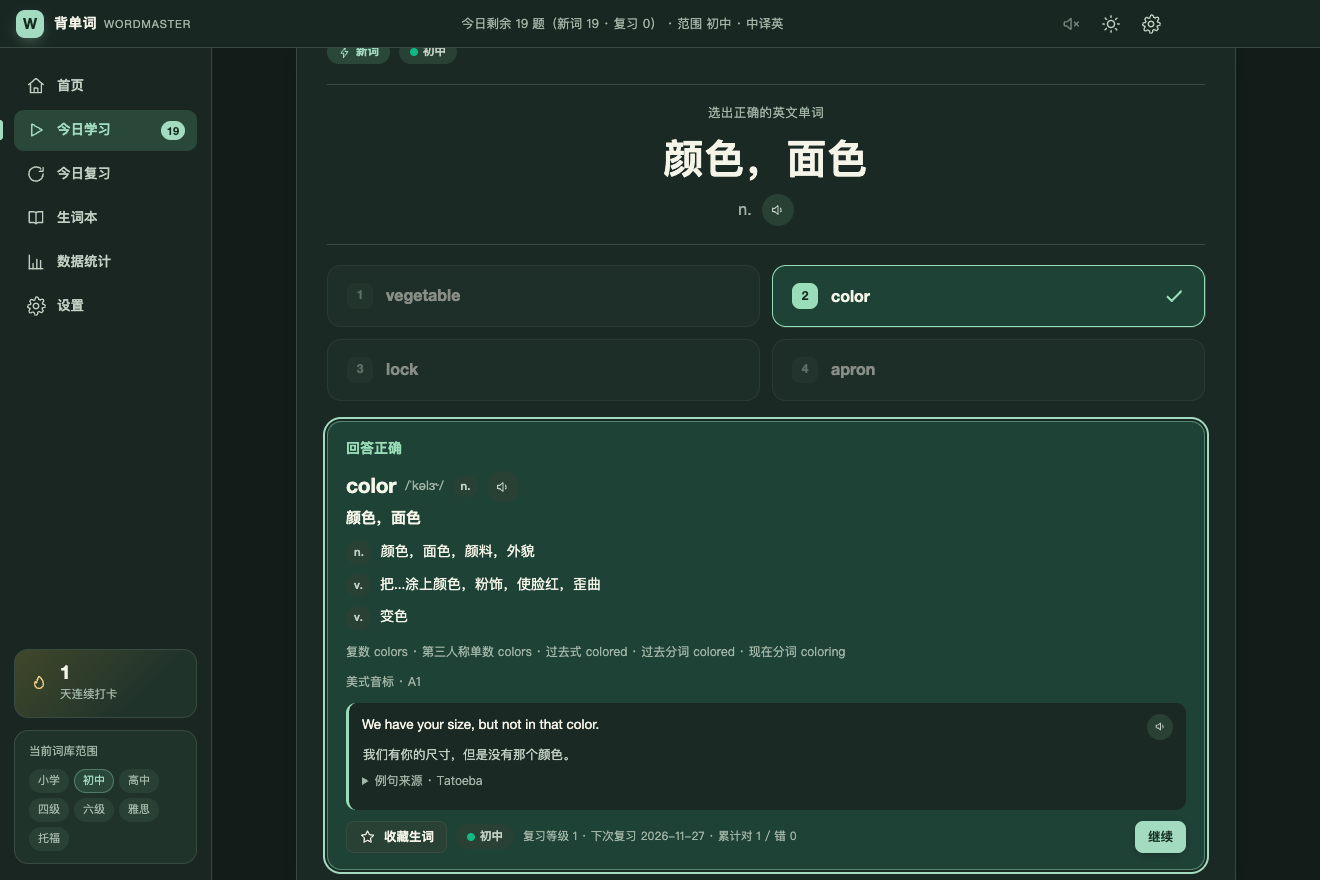 W 背单词 WORDMASTER
今日剩余 19 题（新词 19 · 复习 0） · 范围 初中 · 中译英
首页
今日学习 19
今日复习
生词本
数据统计
设置
1
天连续打卡
当前词库范围
小学 初中 高中
四级 六级 雅思
托福
新词 初中
选出正确的英文单词
颜色，面色
n.
1 vegetable
2 color
3 lock
4 apron
回答正确
color /ˈkəlɝ/ n.
颜色，面色
n. 颜色，面色，颜料，外貌
v. 把...涂上颜色，粉饰，使脸红，歪曲
v. 变色
复数 colors · 第三人称单数 colors · 过去式 colored · 过去分词 colored · 现在分词 coloring
美式音标 · A1
We have your size, but not in that color.
我们有你的尺寸，但是没有那个颜色。
例句来源 · Tatoeba
收藏生词 初中 复习等级 1 · 下次复习 2026-11-27 · 累计对 1 / 错 0
继续